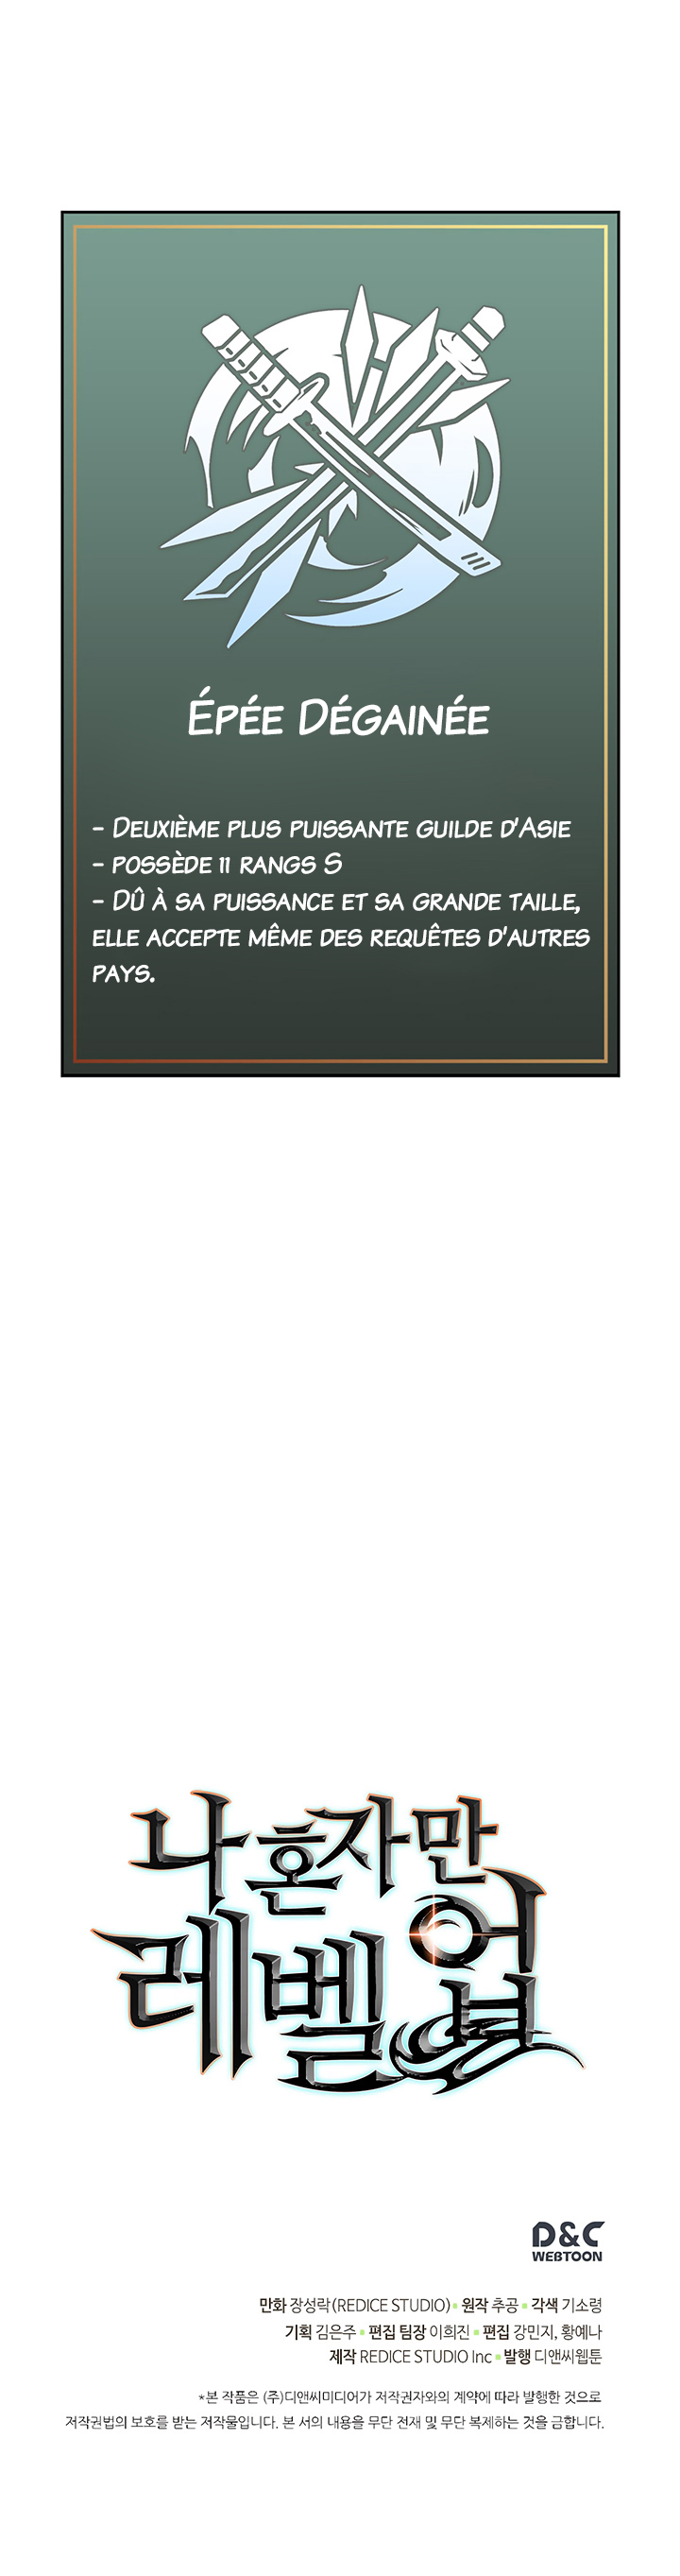 Épée Dégainée
- Deuxième plus puissante guilde d'Asie
- possède 11 rangs S
- Dû à sa puissance et sa grande taille,
elle accepte même des requêtes d'autres
pays.
나 혼자만
레벨업
D&C
WEBTOON
만화 장성락(REDICE STUDIO) 원작 추공 각색 기소령
기획 김은주 편집 팀장 이희진 편집 강민지, 황예나
제작 REDICE STUDIO Inc 발행 디앤씨웹툰
*본 작품은 (주)디앤씨미디어가 저작권자와의 계약에 따라 발행한 것으로
저작권법의 보호를 받는 저작물입니다. 본 서의 내용을 무단 전재 및 무단 복제하는 것을 금합니다.